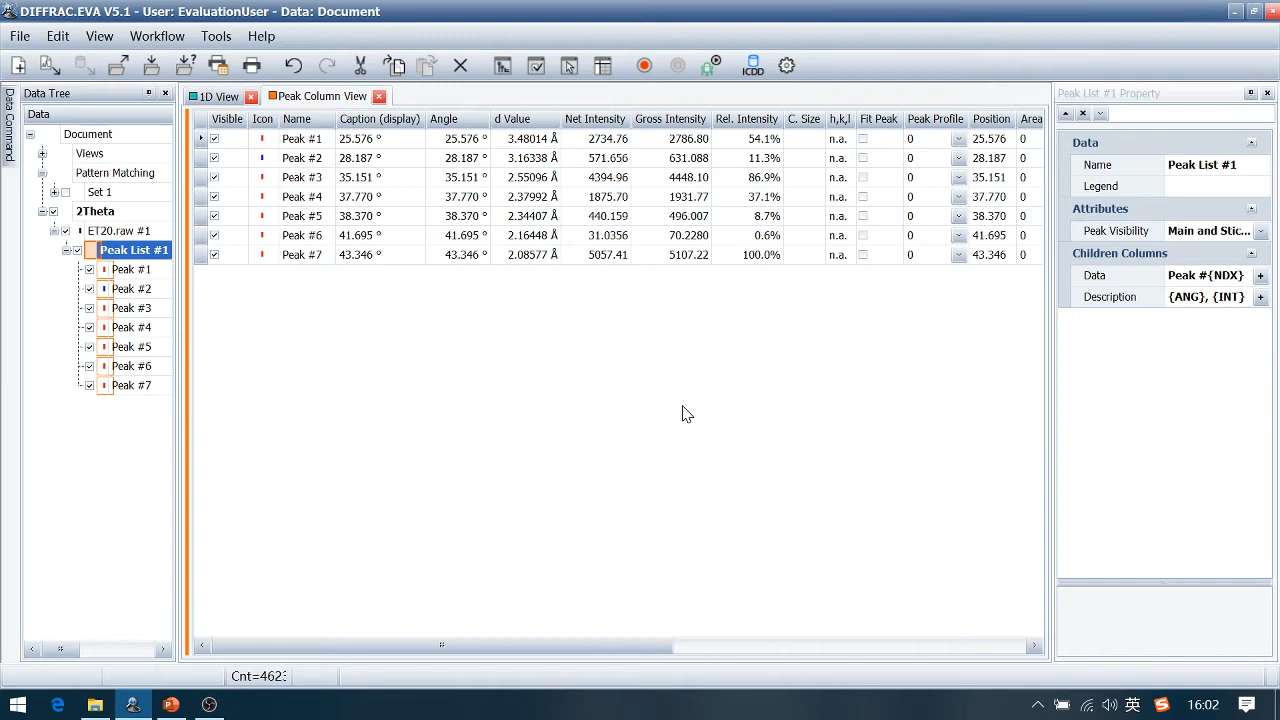 DIFFRAC.EVA V5.1 - User: EvaluationUser - Data: Document
File Edit View Workflow Tools Help
ICDD
Data Command
Data Tree
1D View
Peak Column View
Peak List #1 Property
Data
Document
Views
Pattern Matching
Set 1
2Theta
ET20.raw #1
Peak List #1
Peak #1
Peak #2
Peak #3
Peak #4
Peak #5
Peak #6
Peak #7
Visible Icon Name Caption (display) Angle d Value Net Intensity Gross Intensity Rel. Intensity C. Size h,k,l Fit Peak Peak Profile Position Area
Peak #1 25.576 º 25.576 º 3.48014 Å 2734.76 2786.80 54.1% n.a. 0 25.576 0
Peak #2 28.187 º 28.187 º 3.16338 Å 571.656 631.088 11.3% n.a. 0 28.187 0
Peak #3 35.151 º 35.151 º 2.55096 Å 4394.96 4448.10 86.9% n.a. 0 35.151 0
Peak #4 37.770 º 37.770 º 2.37992 Å 1875.70 1931.77 37.1% n.a. 0 37.770 0
Peak #5 38.370 º 38.370 º 2.34407 Å 440.159 496.007 8.7% n.a. 0 38.370 0
Peak #6 41.695 º 41.695 º 2.16448 Å 31.0356 70.2280 0.6% n.a. 0 41.695 0
Peak #7 43.346 º 43.346 º 2.08577 Å 5057.41 5107.22 100.0% n.a. 0 43.346 0
Data
Name Peak List #1
Legend
Attributes
Peak Visibility Main and Stic...
Children Columns
Data Peak #{NDX}
Description {ANG}, {INT}
Cnt=4623
英 16:02